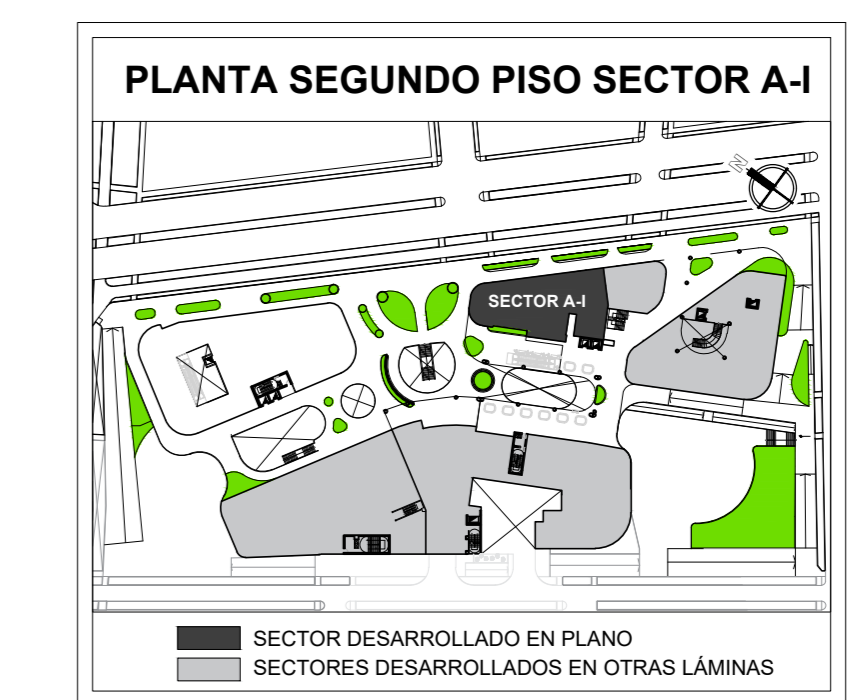 PLANTA SEGUNDO PISO SECTOR A-I
N
SECTOR A-I
SECTOR DESARROLLADO EN PLANO
SECTORES DESARROLLADOS EN OTRAS LÁMINAS